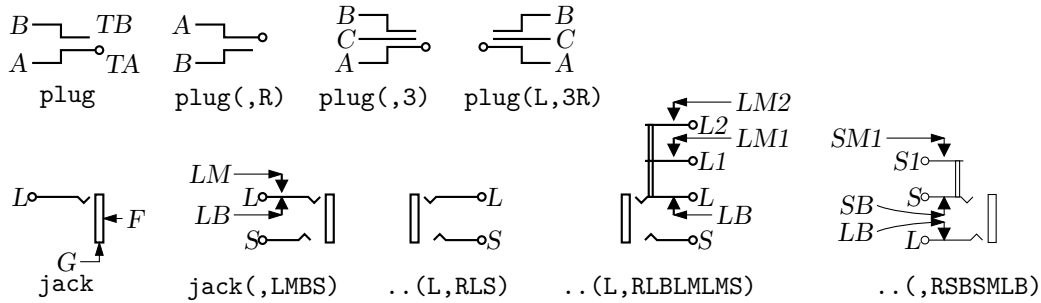 B TB A B B
C C
A TA B A A
plug plug(,R) plug(,3) plug(L,3R)
LM2
L2
LM1 SM1
L1 S1
LM
L L L L S
LB LB SB
F LB
S S S L
G
jack jack(,LMBS) ..(L,RLS) ..(L,RLBLMLMS) ..(,RSBSMLB)